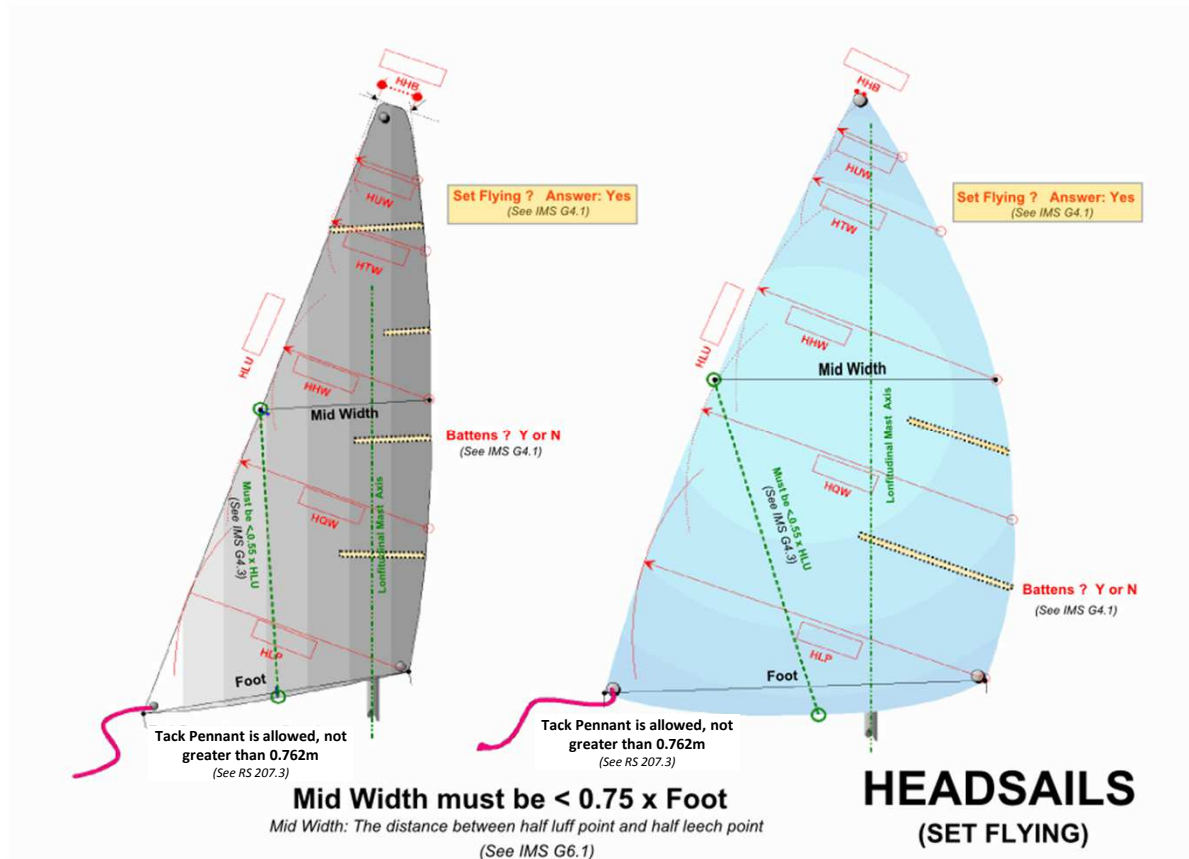 HHB
HUW
HTW
HLU
HHW
Mid Width
HQW
Must be <0.55 x HLU
(See IMS G4.3)
Lonfitudinal Mast Axis
HLP
Foot
Set Flying ? Answer: Yes
(See IMS G4.1)
Battens ? Y or N
(See IMS G4.1)
Tack Pennant is allowed, not
greater than 0.762m
(See RS 207.3)
HHB
HUW
HTW
HLU
HHW
Mid Width
HQW
Must be <0.55 x HLU
(See IMS G4.3)
Lonfitudinal Mast Axis
HLP
Foot
Set Flying ? Answer: Yes
(See IMS G4.1)
Battens ? Y or N
(See IMS G4.1)
Tack Pennant is allowed, not
greater than 0.762m
(See RS 207.3)
Mid Width must be < 0.75 x Foot
Mid Width: The distance between half luff point and half leech point
(See IMS G6.1)
HEADSAILS
(SET FLYING)